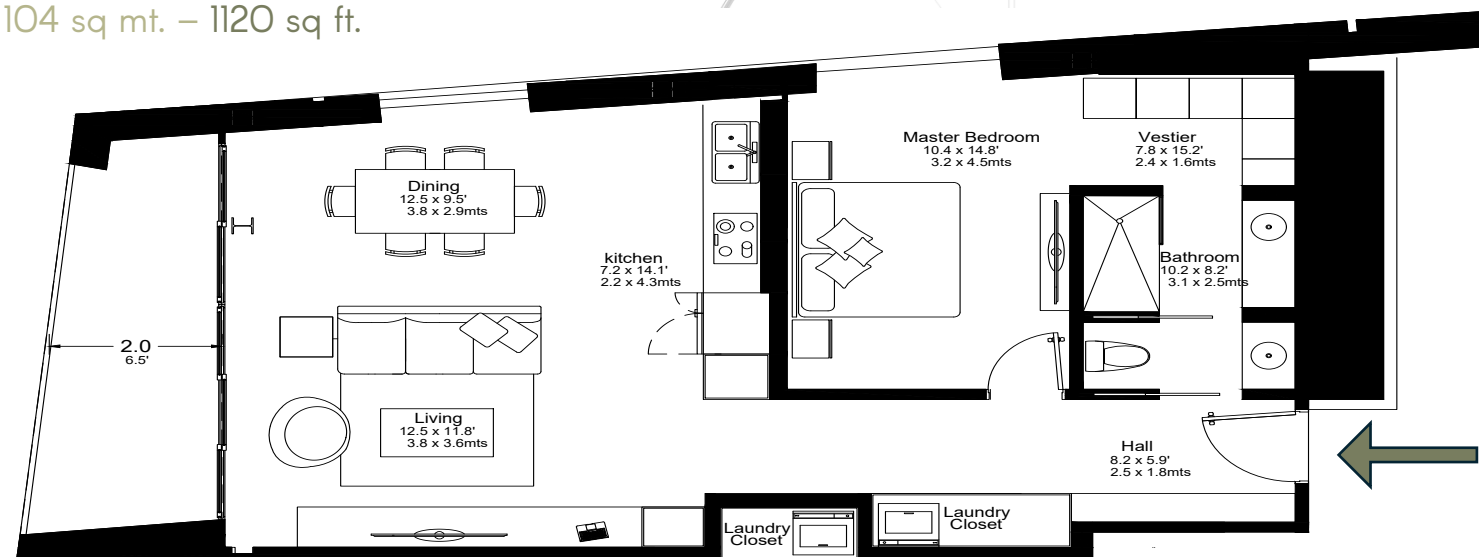 104 sq mt. – 1120 sq ft.
Master Bedroom
10.4 x 14.8'
3.2 x 4.5mts
Vestier
7.8 x 15.2'
2.4 x 1.6mts
Dining
12.5 x 9.5'
3.8 x 2.9mts
kitchen
7.2 x 14.1'
2.2 x 4.3mts
Bathroom
10.2 x 8.2'
3.1 x 2.5mts
2.0
6.5'
Living
12.5 x 11.8'
3.8 x 3.6mts
Hall
8.2 x 5.9'
2.5 x 1.8mts
Laundry
Closet
Laundry
Closet